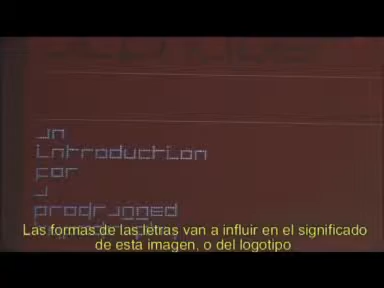 an
introduction
for
a
programmed
Las formas de las letras van a influir en el significado
de esta imagen, o del logotipo